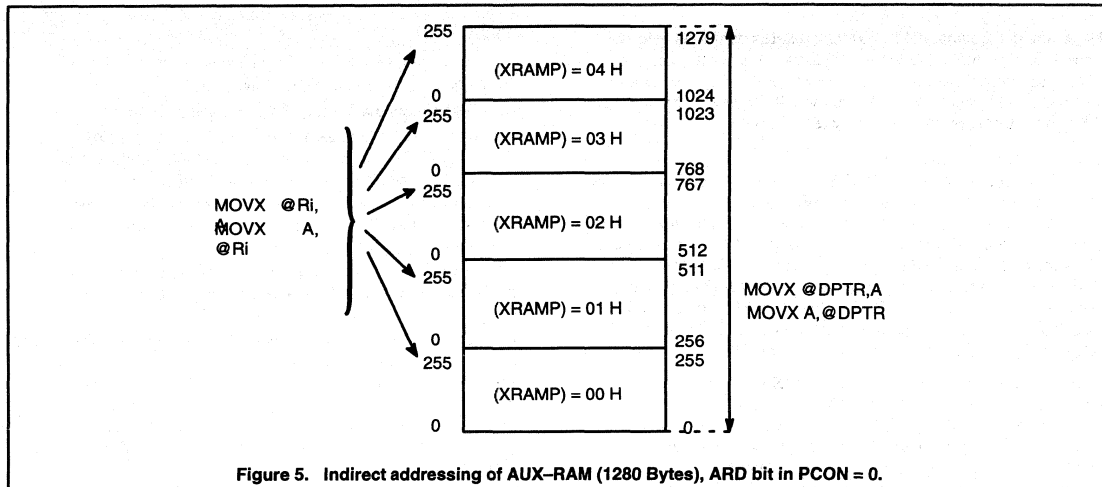 255
1279
(XRAMP) = 04 H
0
1024
255
1023
(XRAMP) = 03 H
0
768
255
767
MOVX @Ri,
A
MOVX A,
@Ri
(XRAMP) = 02 H
0
512
255
511
MOVX @DPTR,A
MOVX A,@DPTR
(XRAMP) = 01 H
0
256
255
255
(XRAMP) = 00 H
0
0
Figure 5. Indirect addressing of AUX–RAM (1280 Bytes), ARD bit in PCON = 0.